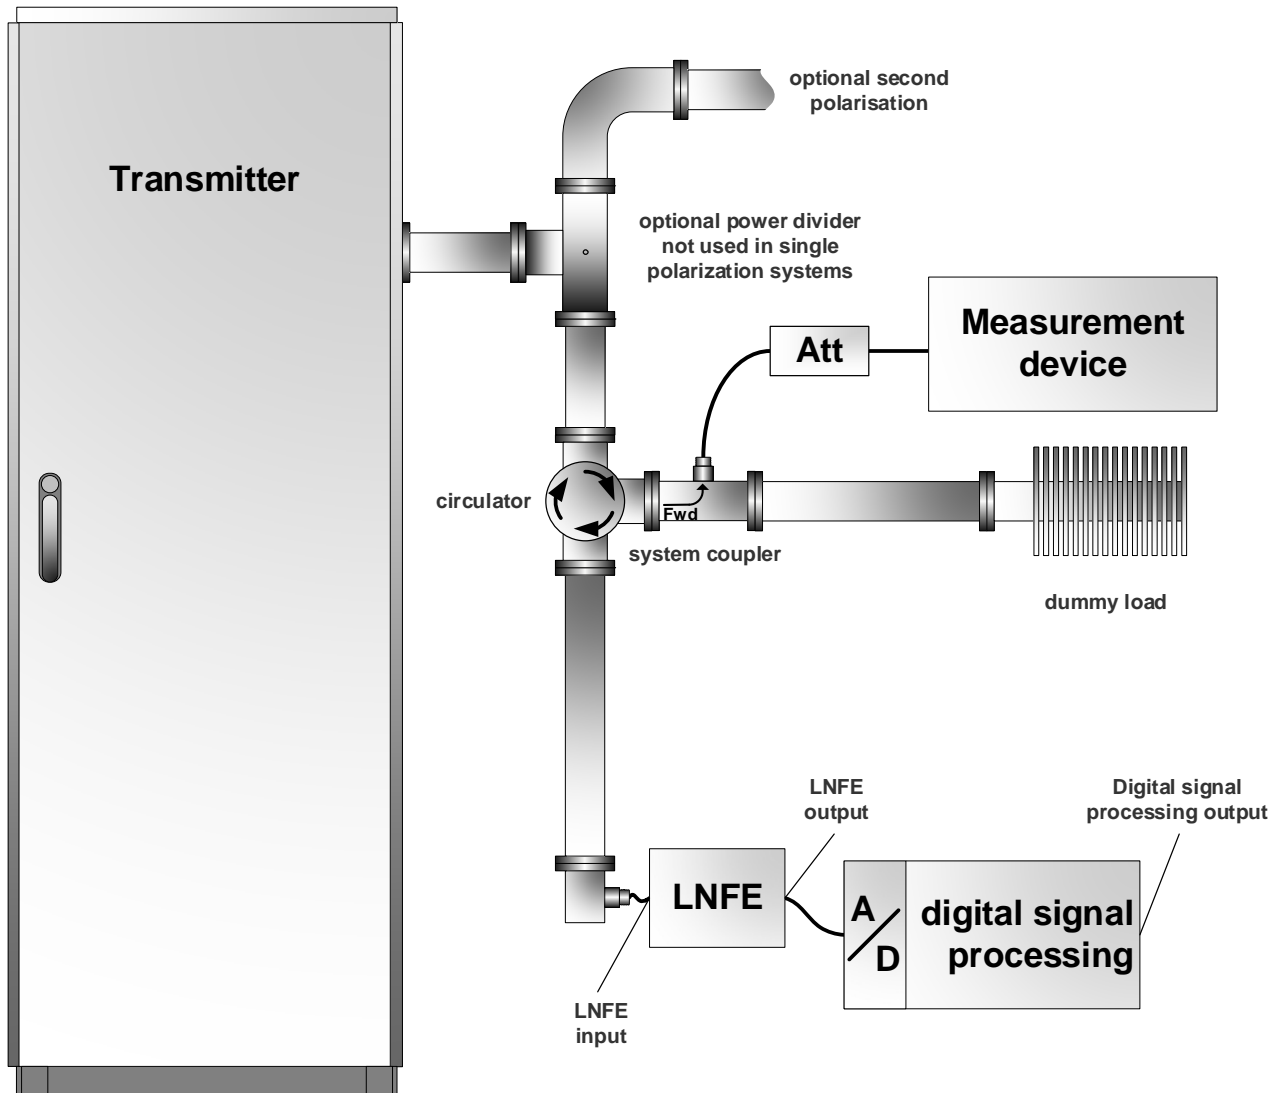 optional second
polarisation
Transmitter
optional power divider
not used in single
polarization systems
Measurement
device
Att
circulator
Fwd
system coupler
dummy load
LNFE
output
Digital signal
processing output
LNFE
A
D
digital signal
processing
LNFE
input